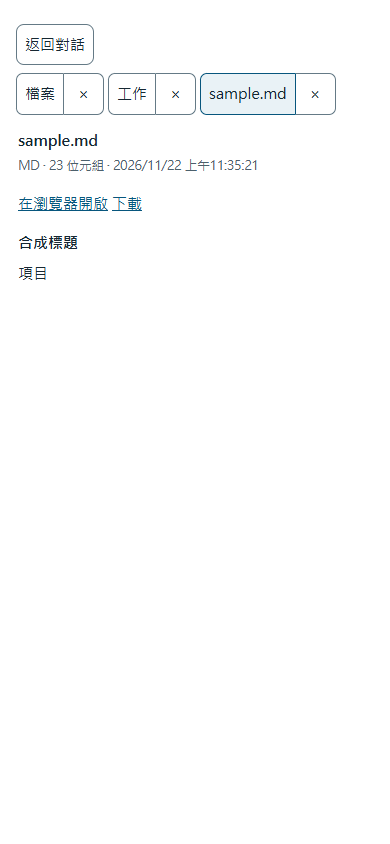 返回對話
檔案 × 工作 × sample.md ×
sample.md
MD · 23 位元組 · 2026/11/22 上午11:35:21
在瀏覽器開啟 下載
合成標題
項目